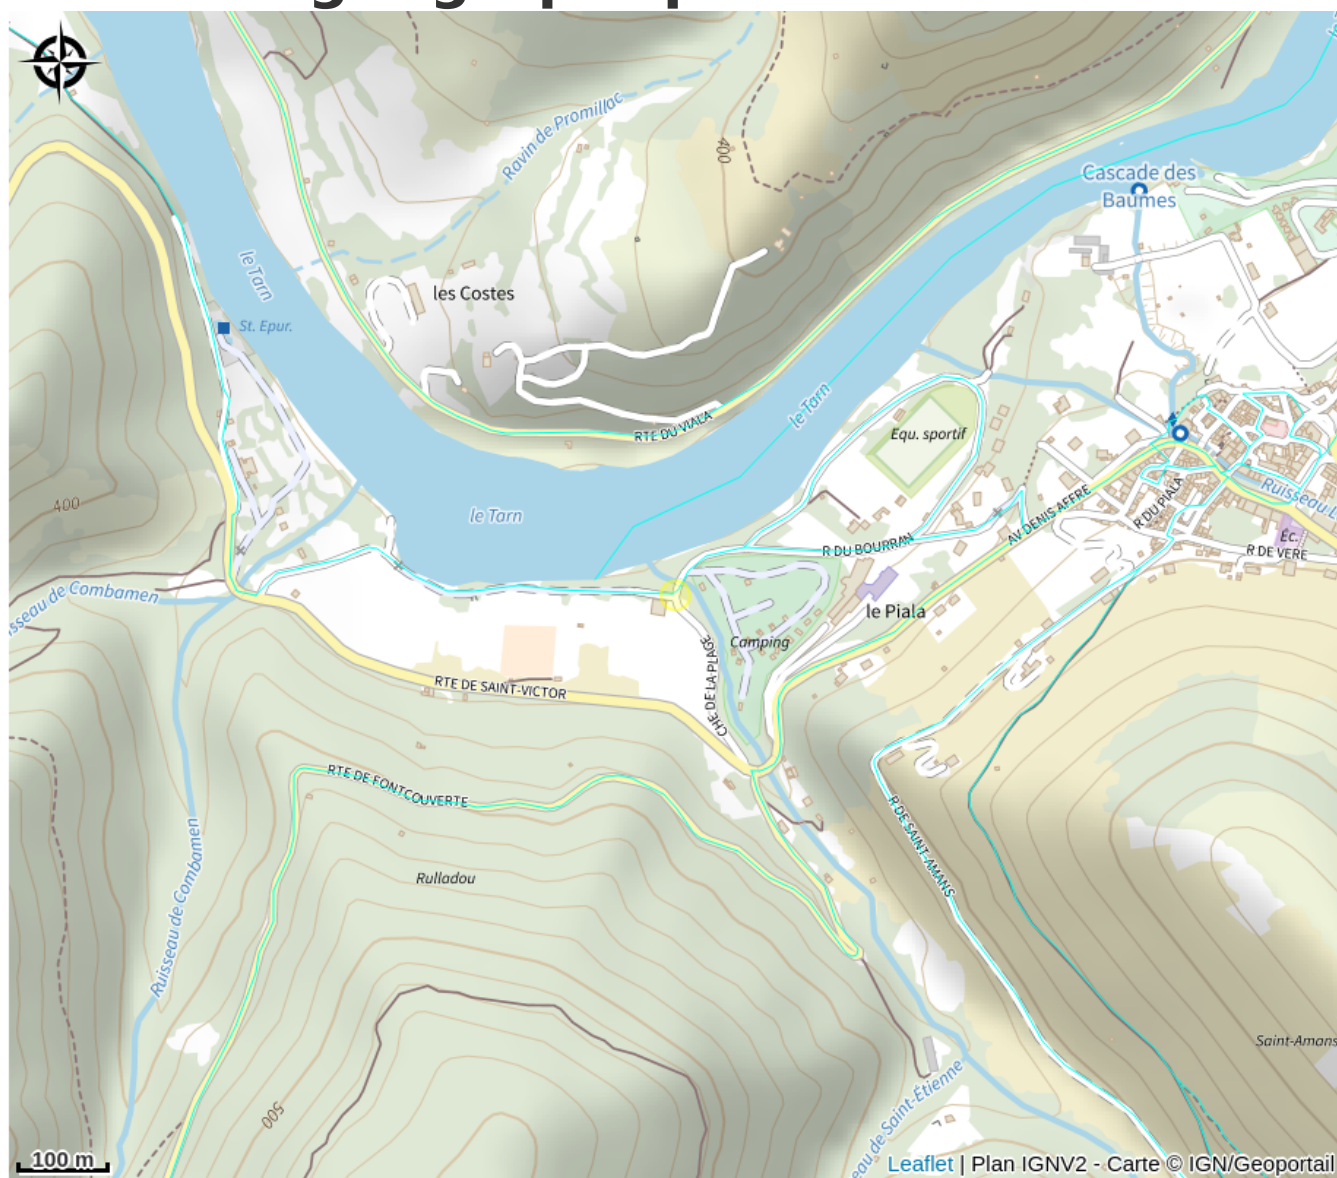 Ravin de Promillac
400
Cascade des
Baumes
le Tarn
les Costes
St. Epur.
le Tarn
RTE DU VIALA
Equ. sportif
400
le Tarn
AV DENIS AFFRE
R DU PIALA
Ruisseau
Éc.
R DE VERE
R DU BOURRAN
Ruisseau de Combamen
le Piala
Camping
CHE DE LA PLAGE
RTE DE SAINT-VICTOR
RTE DE FONTCOUVERTE
R DE SAINT-AMANS
Rulladou
Ruisseau de Combamen
Saint-Amans
500
eau de Saint-Étienne
100 m
Leaflet | Plan IGNV2 - Carte © IGN/Geoportail